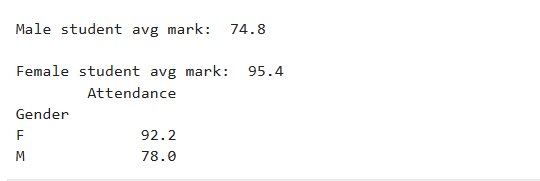 Male student avg mark:  74.8
Female student avg mark:  95.4
Attendance
Gender
F 92.2
M 78.0